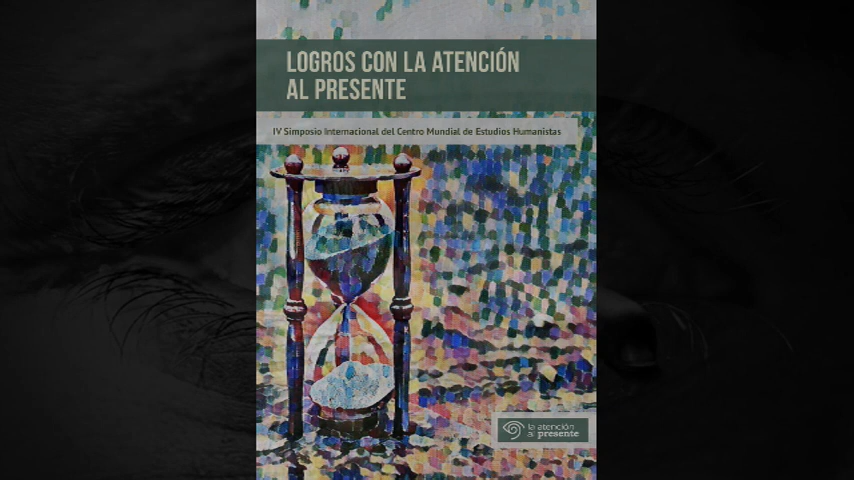 LOGROS CON LA ATENCIÓN
AL PRESENTE
IV Simposio Internacional del Centro Mundial de Estudios Humanistas
la atención
al presente